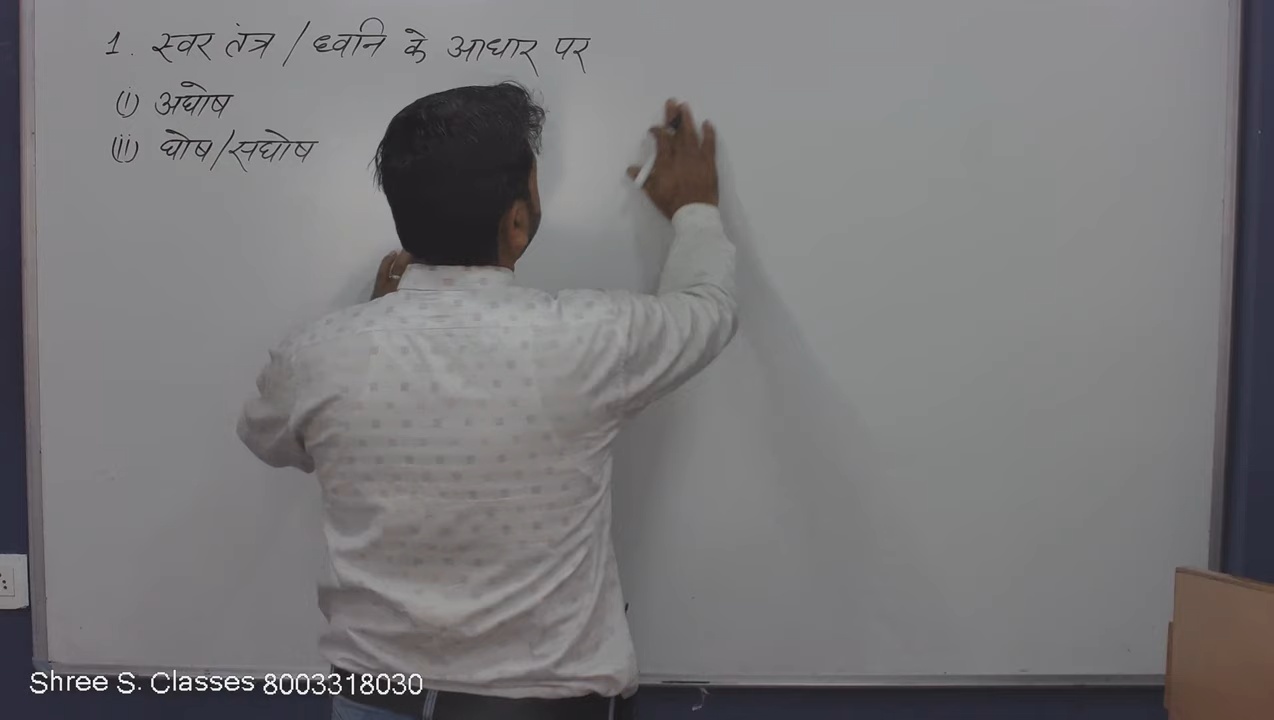 1. स्वर तंत्र / ध्वनि के आधार पर
(i) अघोष
(ii) घोष/सघोष
Shree S. Classes 8003318030